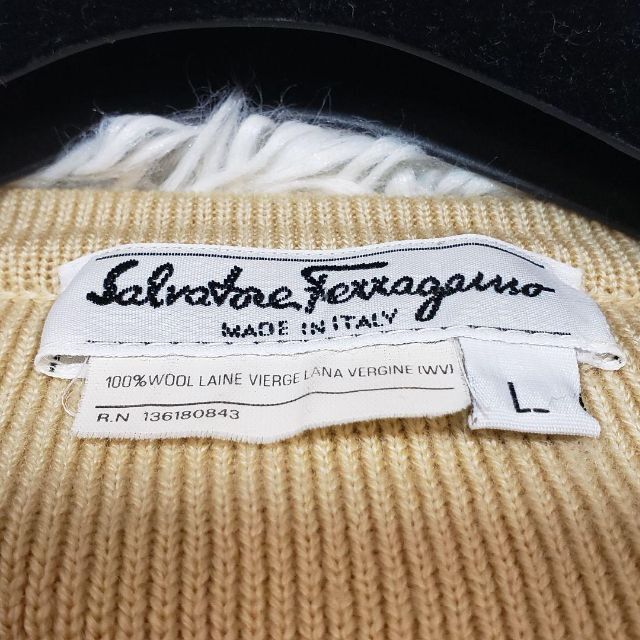 Salvatore Ferragamo
MADE IN ITALY
100% WOOL LAINE VIERGE LANA VERGINE (WV)
R.N 136180843
L